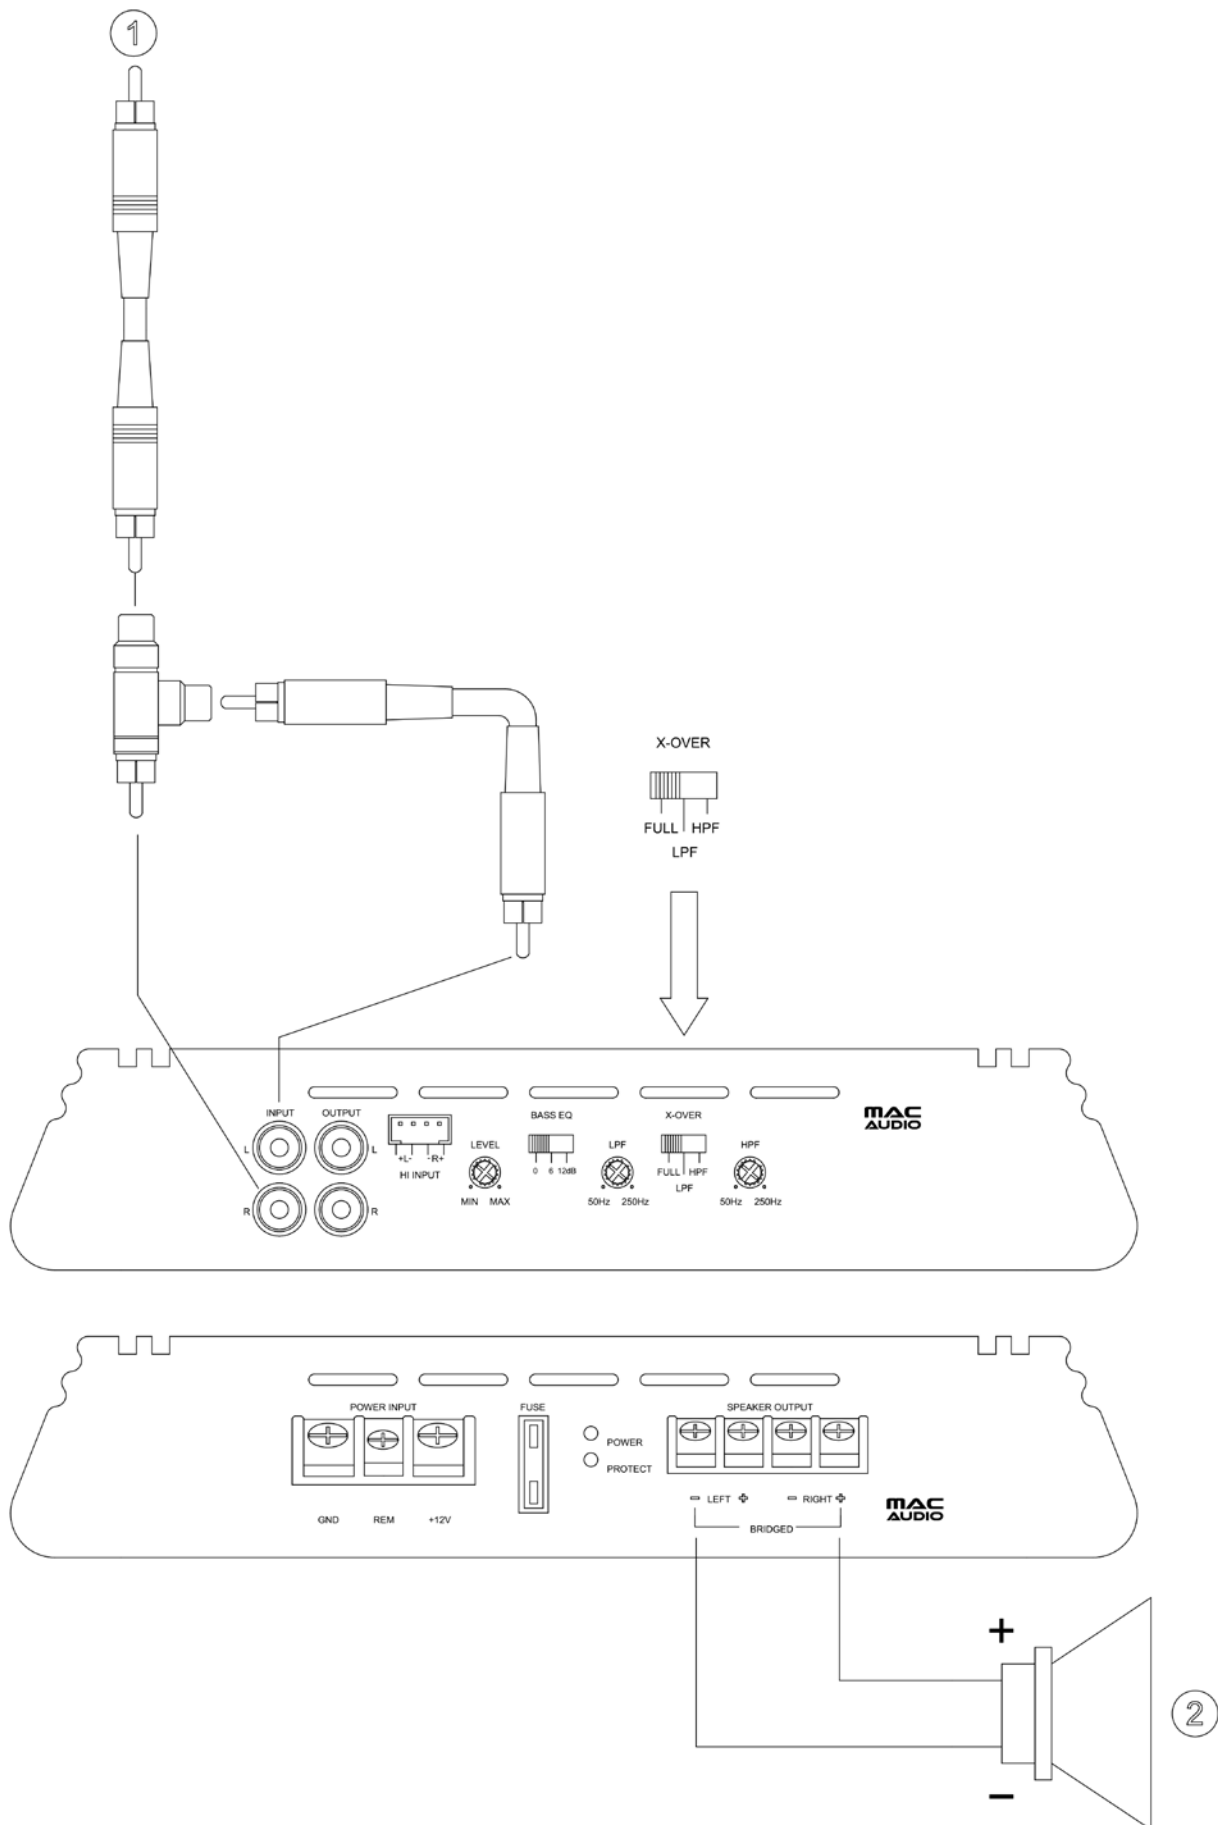 1
X-OVER
FULL HPF
LPF
INPUT OUTPUT
BASS EQ
X-OVER
MAC
AUDIO
L L
+L- -R+
HI INPUT
LEVEL
MIN MAX
0 6 12dB
LPF
50Hz 250Hz
FULL HPF
LPF
HPF
50Hz 250Hz
R R
POWER INPUT
FUSE
SPEAKER OUTPUT
POWER
PROTECT
GND REM +12V
- LEFT + - RIGHT +
BRIDGED
MAC
AUDIO
+
2
-